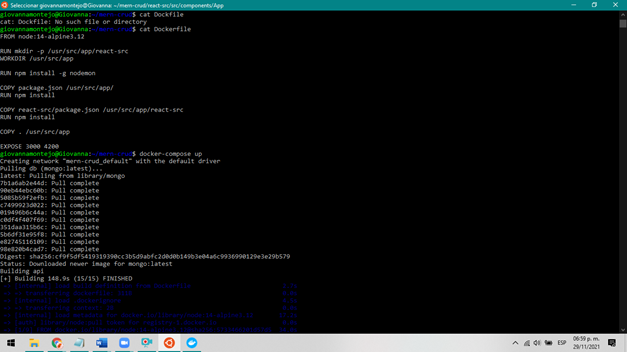 Seleccionar giovannamontejo@Giovanna: ~/mern-crud/react-src/src/components/App
giovannamontejo@Giovanna:~/mern-crud$ cat Dockfile
cat: Dockfile: No such file or directory
giovannamontejo@Giovanna:~/mern-crud$ cat Dockerfile
FROM node:14-alpine3.12
RUN mkdir -p /usr/src/app/react-src
WORKDIR /usr/src/app
RUN npm install -g nodemon
COPY package.json /usr/src/app/
RUN npm install
COPY react-src/package.json /usr/src/app/react-src
RUN npm install
COPY . /usr/src/app
EXPOSE 3000 4200
giovannamontejo@Giovanna:~/mern-crud$ docker-compose up
Creating network "mern-crud_default" with the default driver
Pulling db (mongo:latest)...
latest: Pulling from library/mongo
7b1a6ab2e44d: Pull complete
90eb44ebc60b: Pull complete
5085b59f2efb: Pull complete
c7499923d022: Pull complete
019496b6c44a: Pull complete
c0df4f407f69: Pull complete
351daa315b6c: Pull complete
5b6df31e95f8: Pull complete
e82745116109: Pull complete
98e820b4cad7: Pull complete
Digest: sha256:cf9f5df5419319390cc3b5d9abfc2d0d0b149b3e04a6c9936990129e3e29b579
Status: Downloaded newer image for mongo:latest
Building api
[+] Building 148.9s (15/15) FINISHED
ESP
06:59 p. m.
29/11/2021